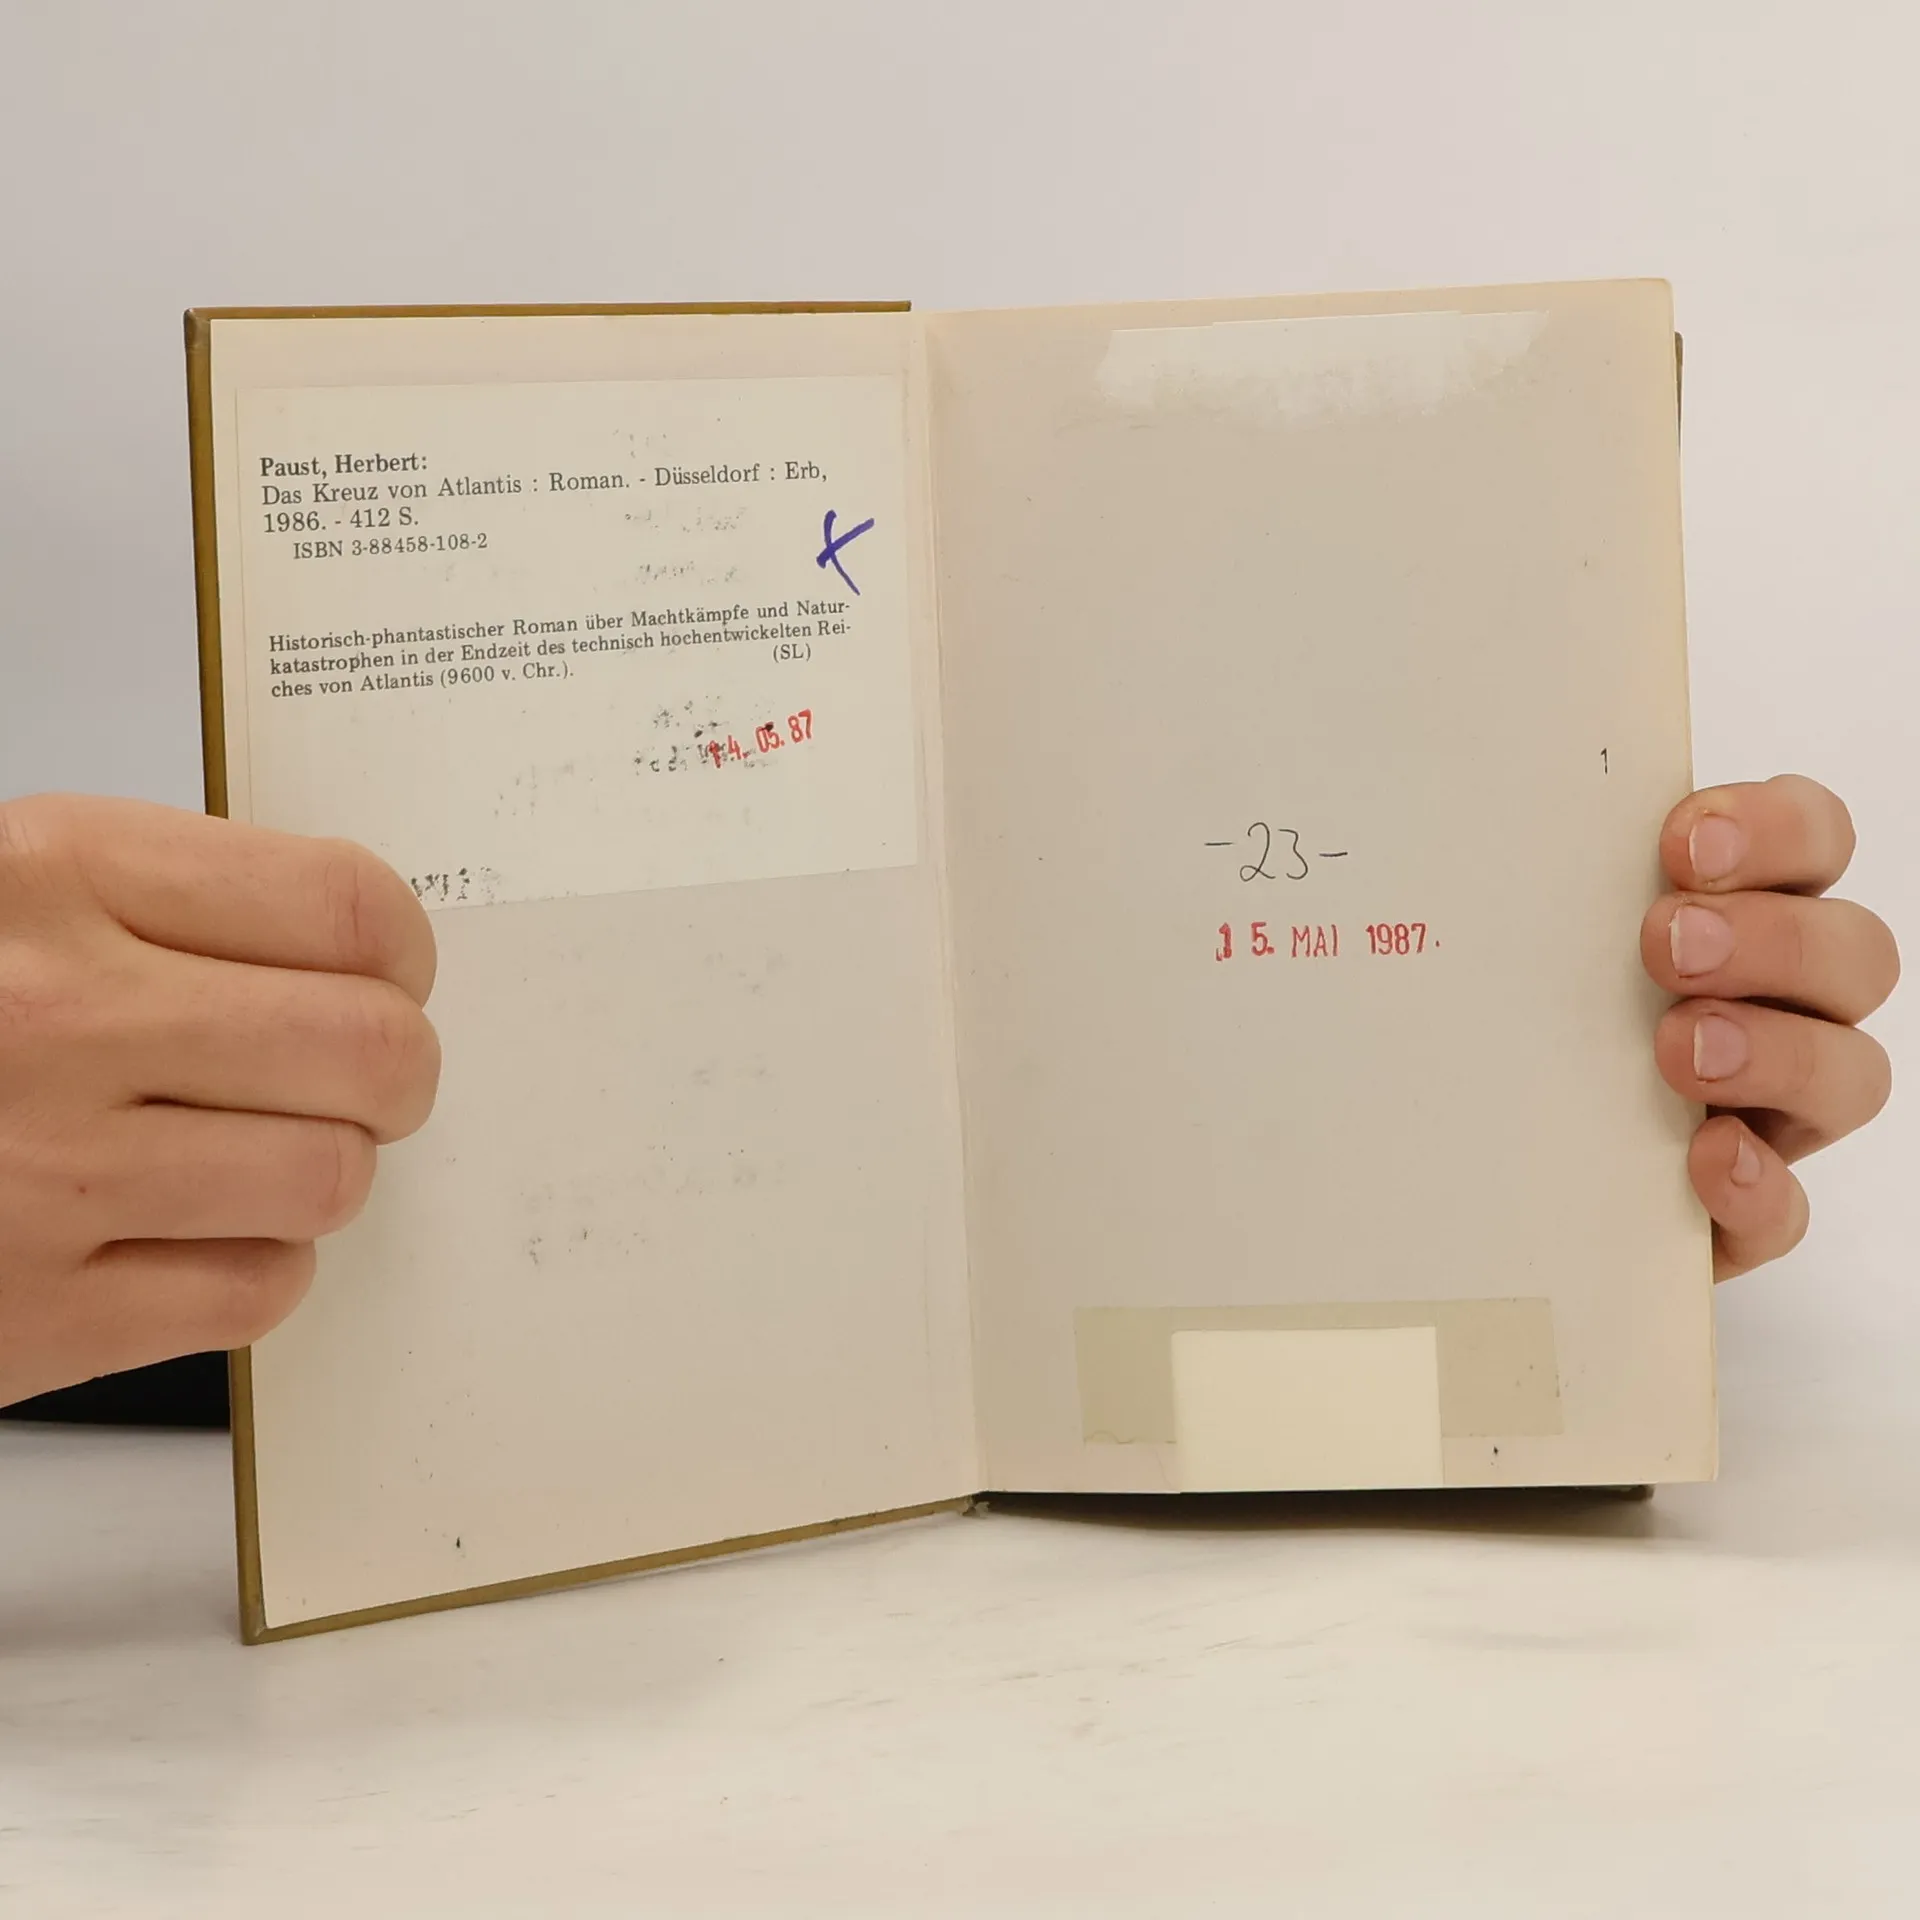 Paust, Herbert:
Das Kreuz von Atlantis : Roman. - Düsseldorf : Erb,
1986. - 412 S.
ISBN 3-88458-108-2
Historisch-phantastischer Roman über Machtkämpfe und Natur-
katastrophen in der Endzeit des technisch hochentwickelten Rei-
ches von Atlantis (9600 v. Chr.). (SL)
14. 05. 87
1
-23-
15. MAI 1987.